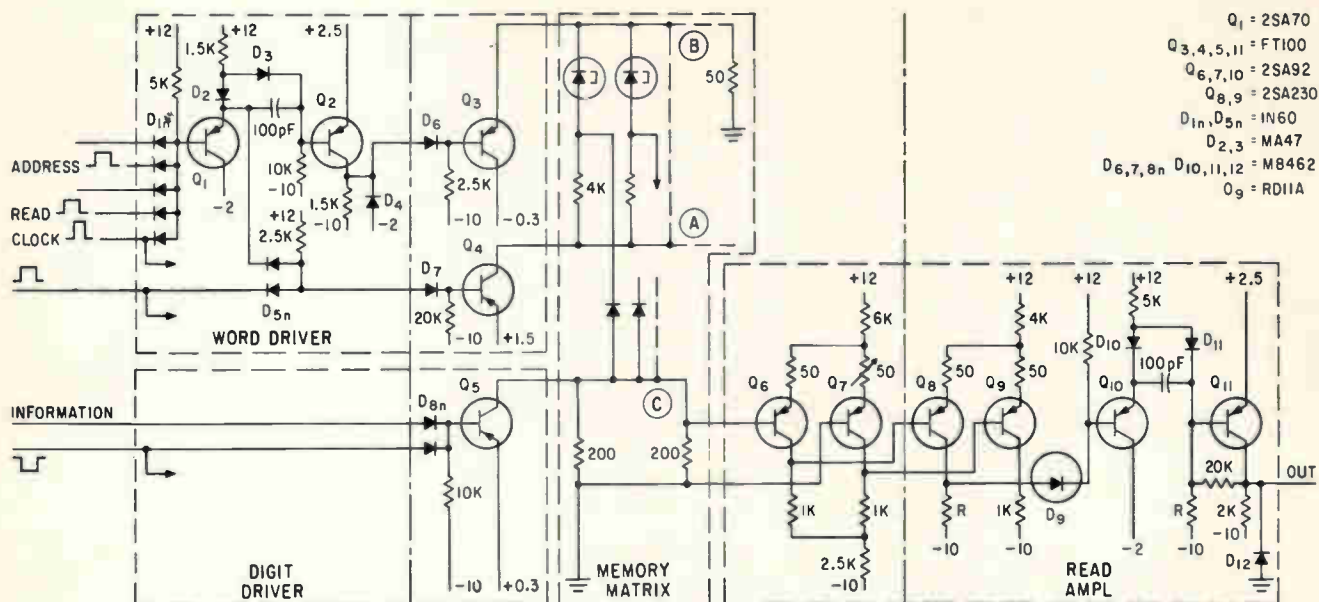 +12
+12
+2.5
1.5K
D3
5K
D2
Q2
Q3
D1n*
100pF
D6
ADDRESS
Q1
10K
-10
2.5K
READ
-2
1.5K
-10
D4
-2
-10
-0.3
+12
CLOCK
2.5K
Q4
D7
D5n
20K
-10
+1.5
WORD DRIVER
B
50
4K
A
Q1 = 2SA70
Q3,4,5,11 = FT100
Q6,7,10 = 2SA92
Q8,9 = 2SA230
D1n, D5n = IN60
D2,3 = MA47
D6,7,8n D10,11,12 = M8462
D9 = RD11A
INFORMATION
D8n
Q5
10K
-10
+0.3
DIGIT
DRIVER
C
200
200
MEMORY
MATRIX
+12
+12
+12
+12
+2.5
6K
4K
5K
10K
D10
D11
50
50
50
50
100pF
Q6
Q7
Q8
Q9
Q10
Q11
20K
OUT
1K
1K
R
1K
D9
R
2K
-10
-10
-2
-10
-10
2.5K
-10
D12
READ
AMPL